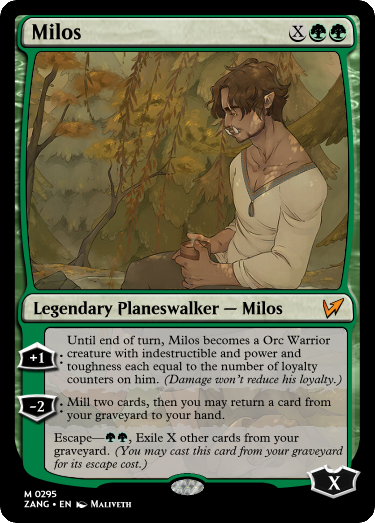 Milos X
Legendary Planeswalker — Milos
+1: Until end of turn, Milos becomes a Orc Warrior
creature with indestructible and power and
toughness each equal to the number of loyalty
counters on him. (Damage won't reduce his loyalty.)
-2: Mill two cards, then you may return a card from
your graveyard to your hand.
Escape—, Exile X other cards from your
graveyard. (You may cast this card from your graveyard
for its escape cost.)
X
M 0295
ZANG • EN Maliveth